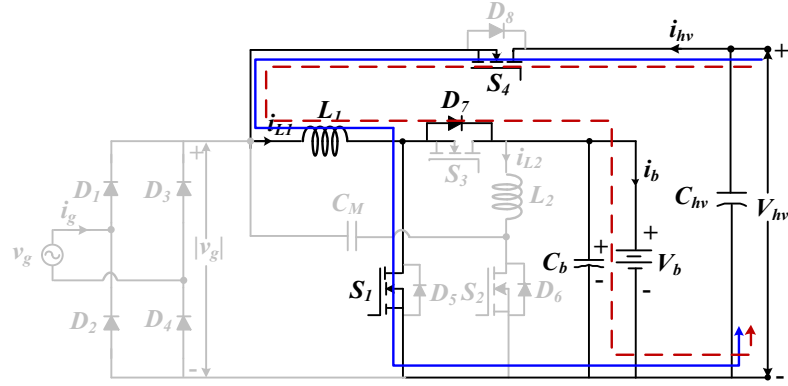 D8
ihv
+
S4
D7
L1
iL1
+
S3
iL2
ib
D1
D3
L2
Chv
Vhv
CM
ig
|vg|
vg
+
+
Cb
Vb
S1
D5
S2
D6
-
-
D2
D4
-
-